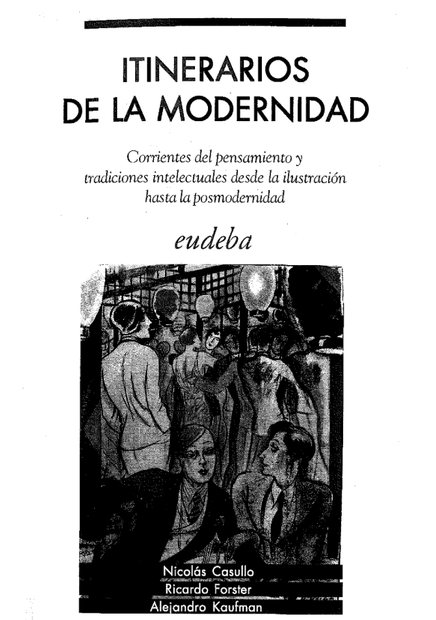 ITINERARIOS
DE LA MODERNIDAD
Corrientes del pensamiento y
tradiciones intelectuales desde la ilustración
hasta la posmodernidad
eudeba
Nicolás Casullo
Ricardo Forster
Alejandro Kaufman